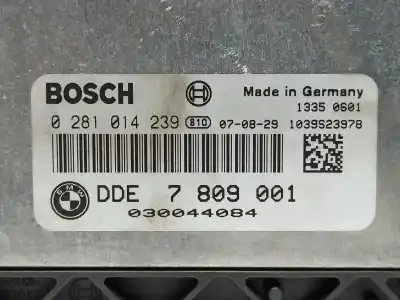 BOSCH Made in Germany
1335 0601
0 281 014 239 810 07-08-29 1039S23978
BMW DDE 7 809 001
030044084